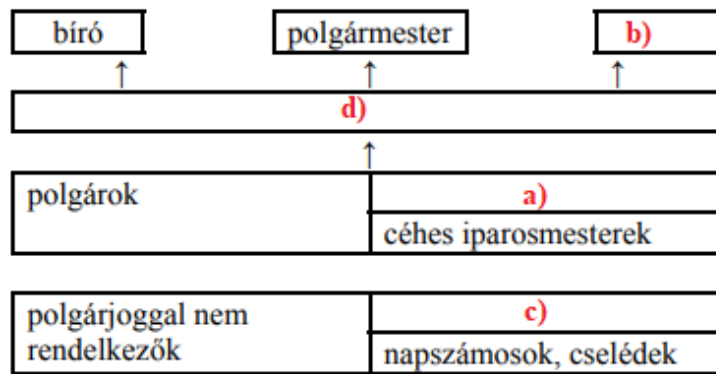 bíró
polgármester
b)
↑ ↑ ↑
d)
↑
polgárok
a)
céhes iparosmesterek
polgárjoggal nem
rendelkezők
c)
napszámosok, cselédek